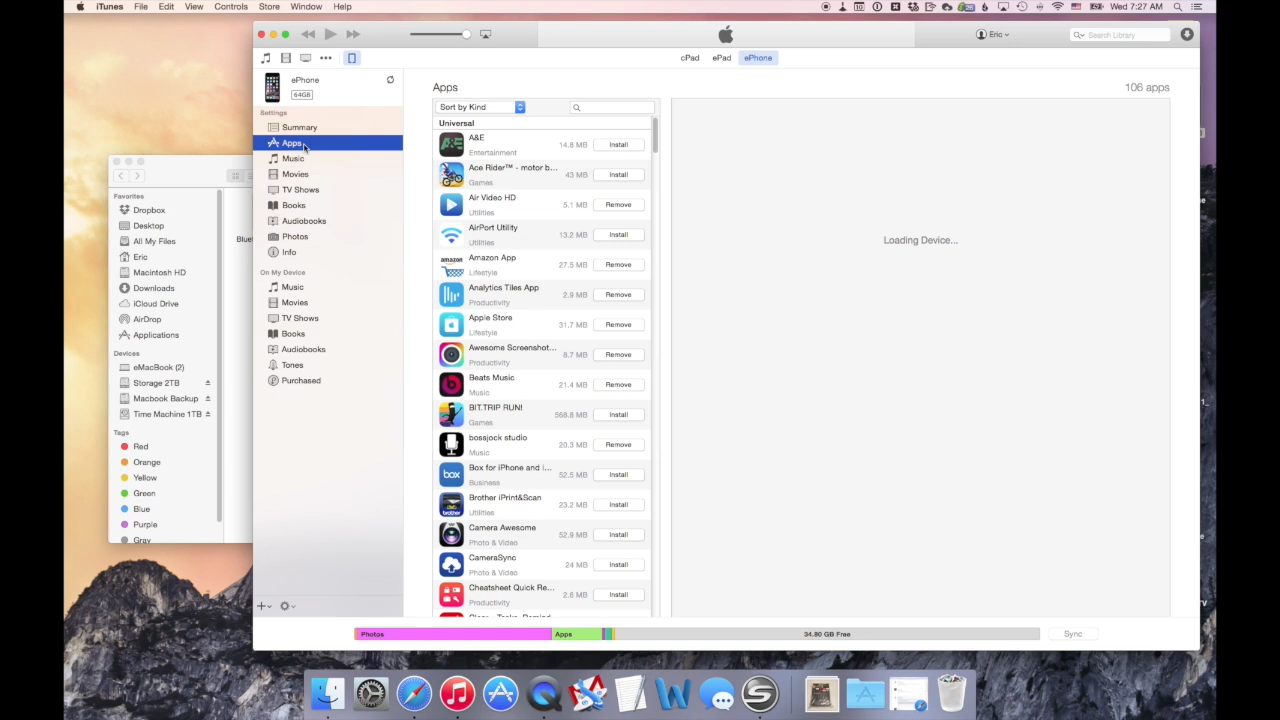 iTunes File Edit View Controls Store Window Help
Wed 7:27 AM
Eric
Search Library
cPad ePad ePhone
ePhone
64GB
Settings
Summary
Apps
Music
Movies
TV Shows
Books
Audiobooks
Photos
Info
On My Device
Music
Movies
TV Shows
Books
Audiobooks
Tones
Purchased
Favorites
Dropbox
Desktop
All My Files
Eric
Macintosh HD
Downloads
iCloud Drive
AirDrop
Applications
Devices
eMacBook (2)
Storage 2TB
Macbook Backup
Time Machine 1TB
Tags
Red
Orange
Yellow
Green
Blue
Purple
Gray
Apps
106 apps
Sort by Kind
Universal
A&E
Entertainment
14.8 MB Install
Ace Rider™ - motor b...
Games
43 MB Install
Air Video HD
Utilities
5.1 MB Remove
AirPort Utility
Utilities
13.2 MB Install
Amazon App
Lifestyle
amazon
27.5 MB Remove
Analytics Tiles App
Productivity
2.9 MB Remove
Apple Store
Lifestyle
31.7 MB Remove
Awesome Screenshot...
Productivity
8.7 MB Remove
Beats Music
Music
21.4 MB Remove
BIT.TRIP RUN!
Games
568.8 MB Install
bossjock studio
Music
20.3 MB Remove
Box for iPhone and i...
Business
box
52.5 MB Install
Brother iPrint&Scan
Utilities
brother
23.2 MB Install
Camera Awesome
Photo & Video
52.9 MB Install
CameraSync
Photo & Video
24 MB Install
Cheatsheet Quick Re...
Productivity
2.6 MB Install
Loading Device...
Photos
Apps
34.80 GB Free
Sync